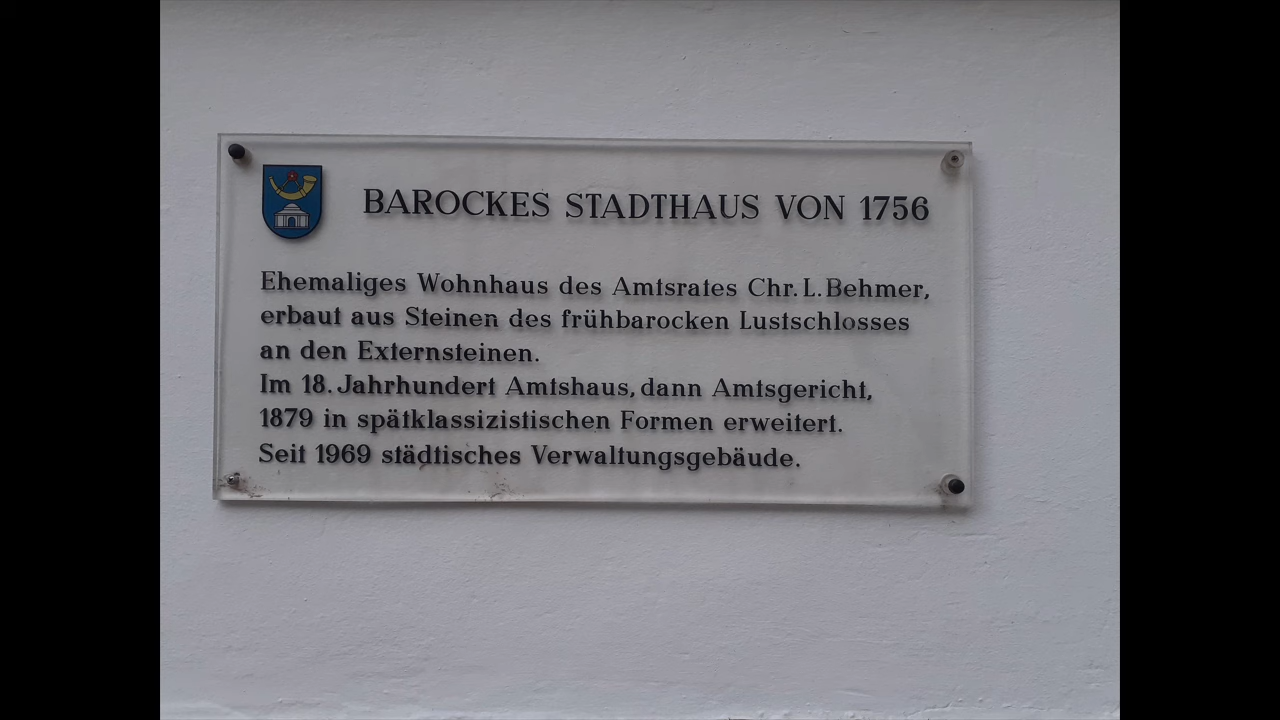 BAROCKES STADTHAUS VON 1756
Ehemaliges Wohnhaus des Amtsrates Chr. L. Behmer,
erbaut aus Steinen des frühbarocken Lustschlosses
an den Externsteinen.
Im 18. Jahrhundert Amtshaus, dann Amtsgericht,
1879 in spätklassizistischen Formen erweitert.
Seit 1969 städtisches Verwaltungsgebäude.